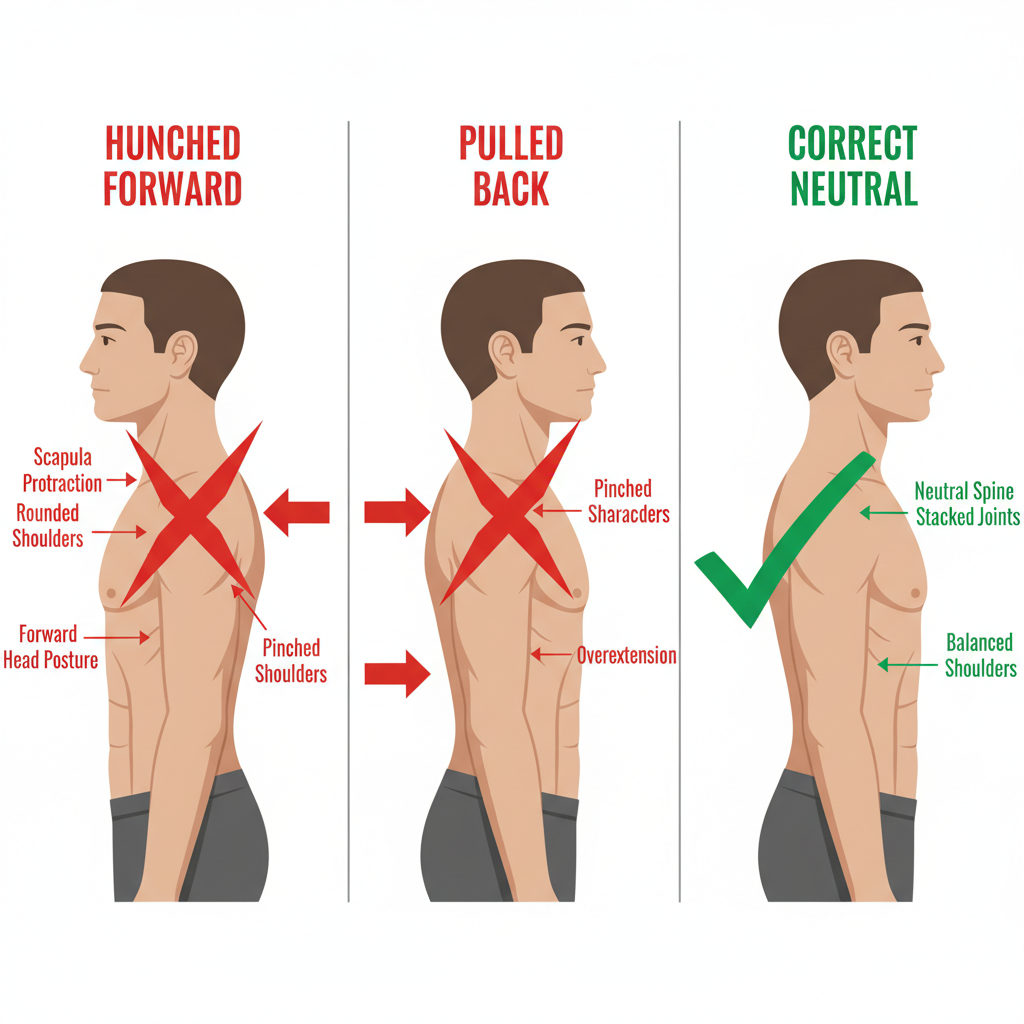 HUNCHED
FORWARD
Scapula
Protraction
Rounded
Shoulders
Forward
Head Posture
Pinched
Shoulders
PULLED
BACK
Pinched
Sharacders
Overextension
CORRECT
NEUTRAL
Neutral Spine
Stacked Joints
Balanced
Shoulders